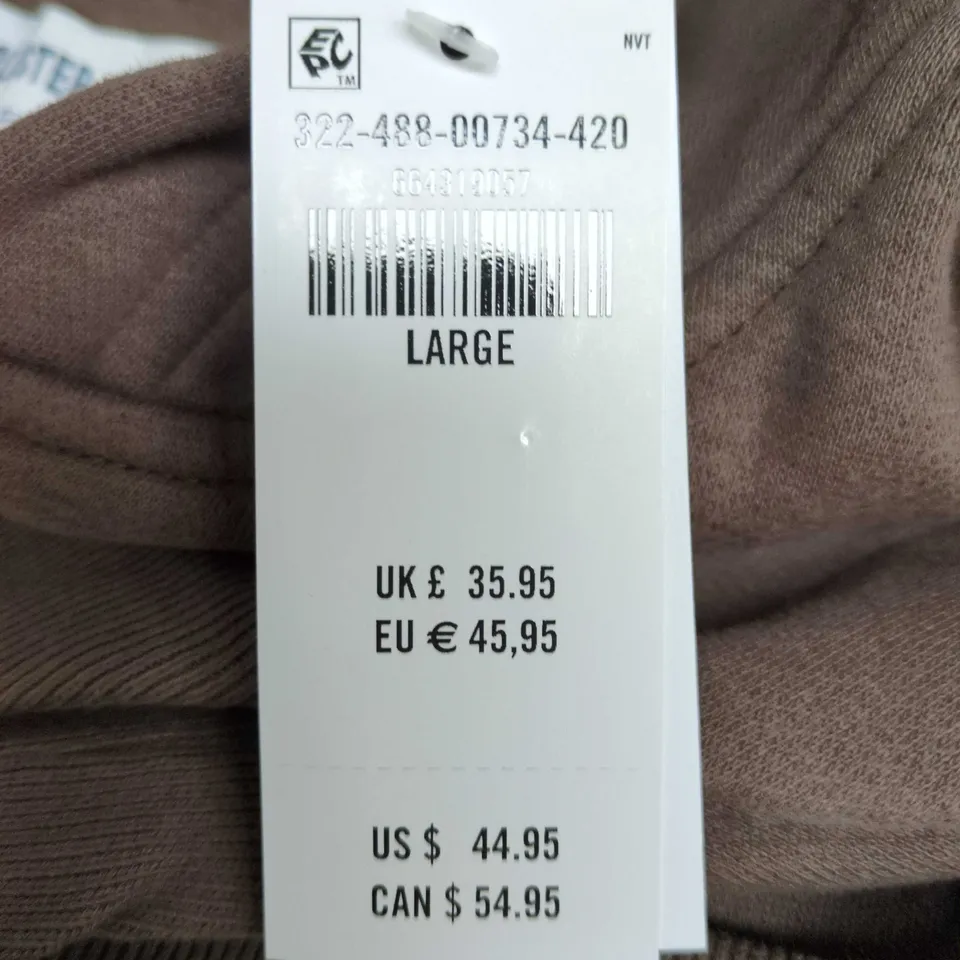 EPC
TM
NVT
322-488-00734-420
664319057
LARGE
UK £ 35.95
EU € 45,95
US $ 44.95
CAN $ 54.95